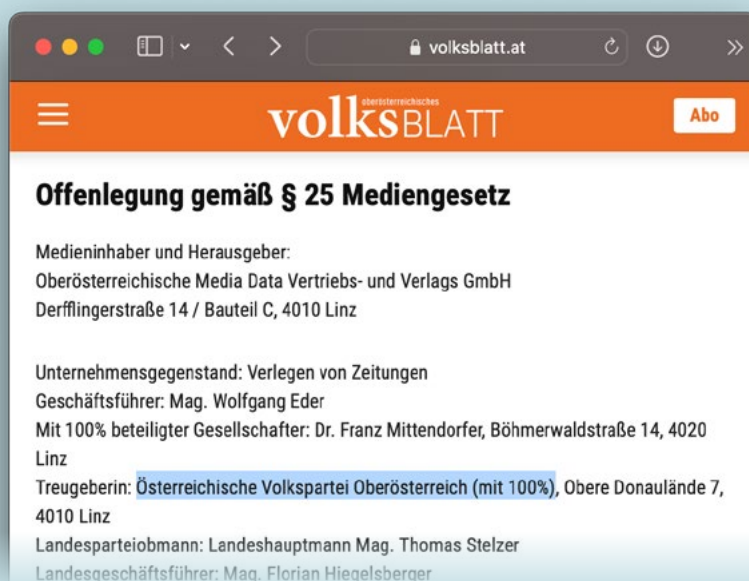 volksblatt.at
oberösterreichisches
volksBLATT
Abo
Offenlegung gemäß § 25 Mediengesetz
Medieninhaber und Herausgeber:
Oberösterreichische Media Data Vertriebs- und Verlags GmbH
Derfflingerstraße 14 / Bauteil C, 4010 Linz
Unternehmensgegenstand: Verlegen von Zeitungen
Geschäftsführer: Mag. Wolfgang Eder
Mit 100% beteiligter Gesellschafter: Dr. Franz Mittendorfer, Böhmerwaldstraße 14, 4020
Linz
Treugeberin: Österreichische Volkspartei Oberösterreich (mit 100%), Obere Donaulände 7,
4010 Linz
Landesparteiobmann: Landeshauptmann Mag. Thomas Stelzer
Landesgeschäftsführer: Mag. Florian Hiegelsberger